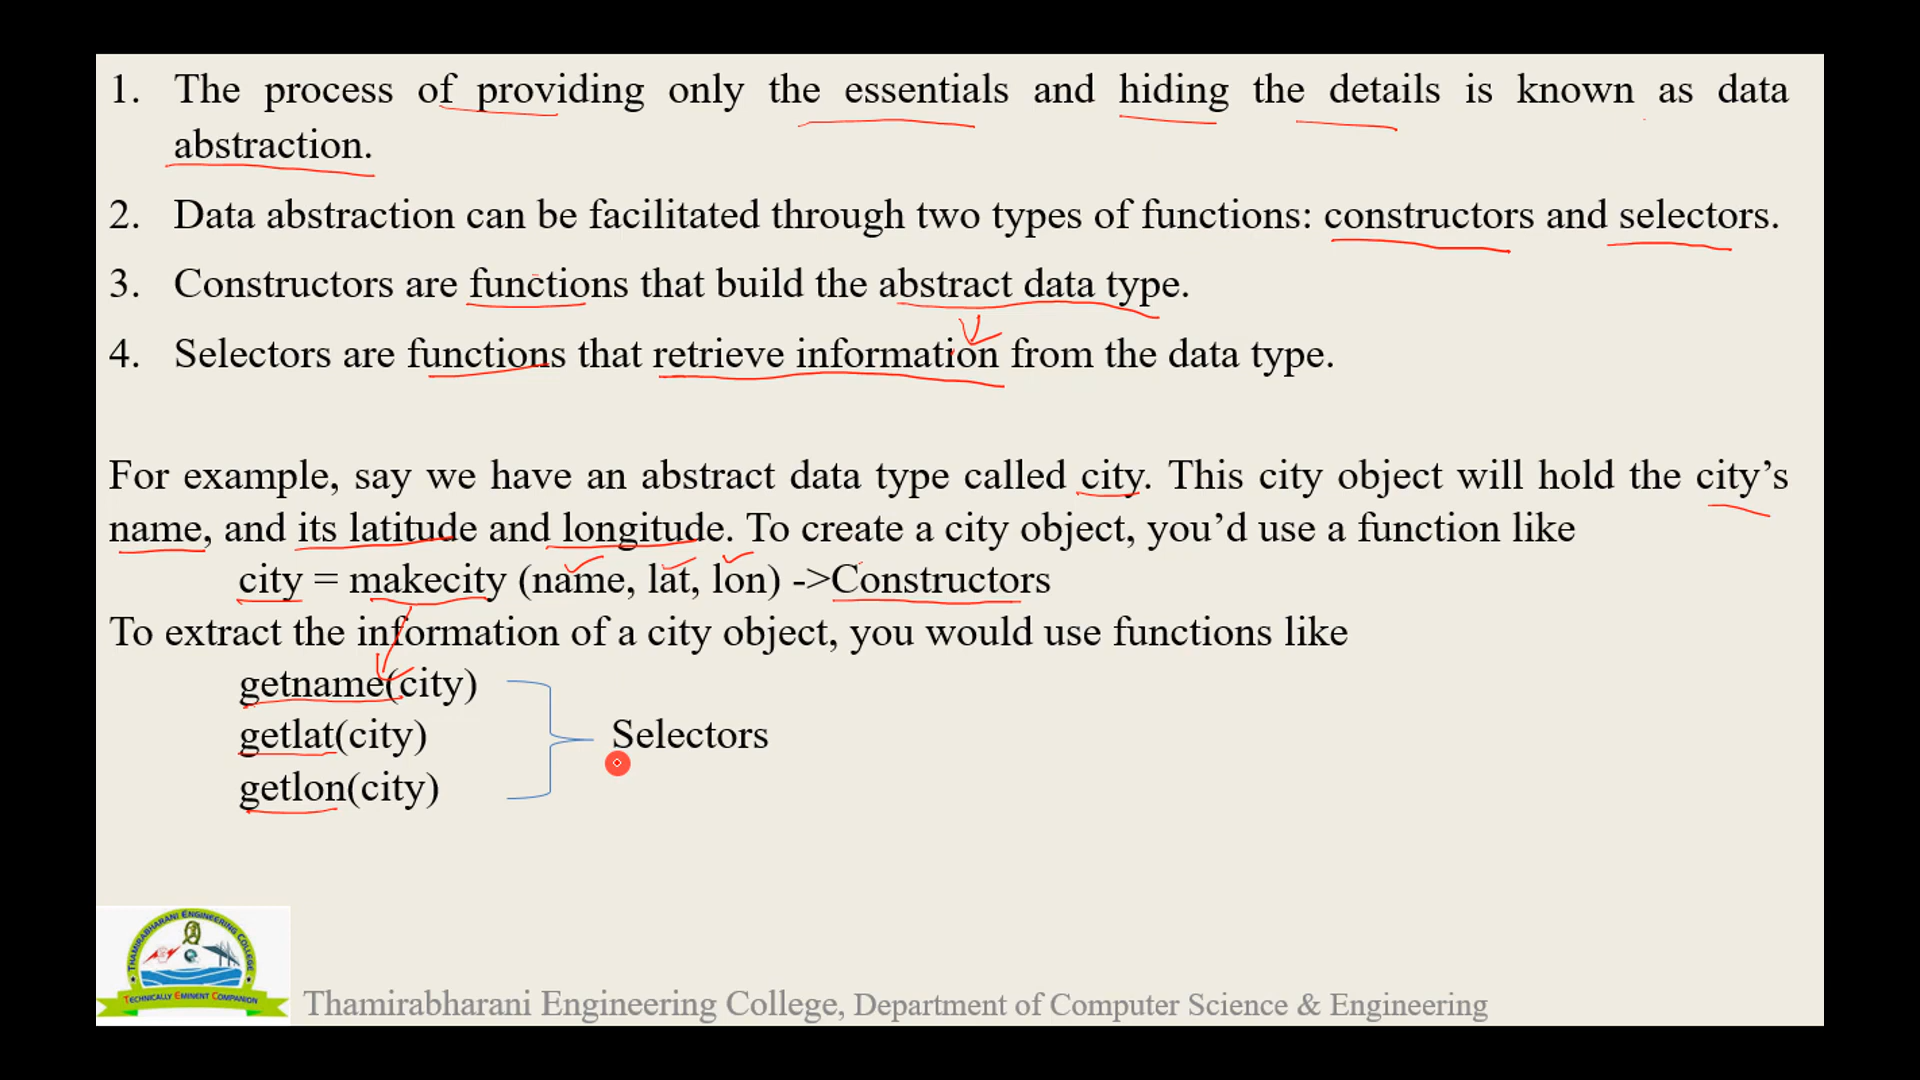 1. The process of providing only the essentials and hiding the details is known as data
abstraction.
2. Data abstraction can be facilitated through two types of functions: constructors and selectors.
3. Constructors are functions that build the abstract data type.
4. Selectors are functions that retrieve information from the data type.
For example, say we have an abstract data type called city. This city object will hold the city’s
name, and its latitude and longitude. To create a city object, you’d use a function like
city = makecity (name, lat, lon) ->Constructors
To extract the information of a city object, you would use functions like
getname(city)
getlat(city)
Selectors
getlon(city)
THAMIRABHARANI ENGINEERING COLLEGE
TECHNICALLY EMINENT COMPANION
Thamirabharani Engineering College, Department of Computer Science & Engineering